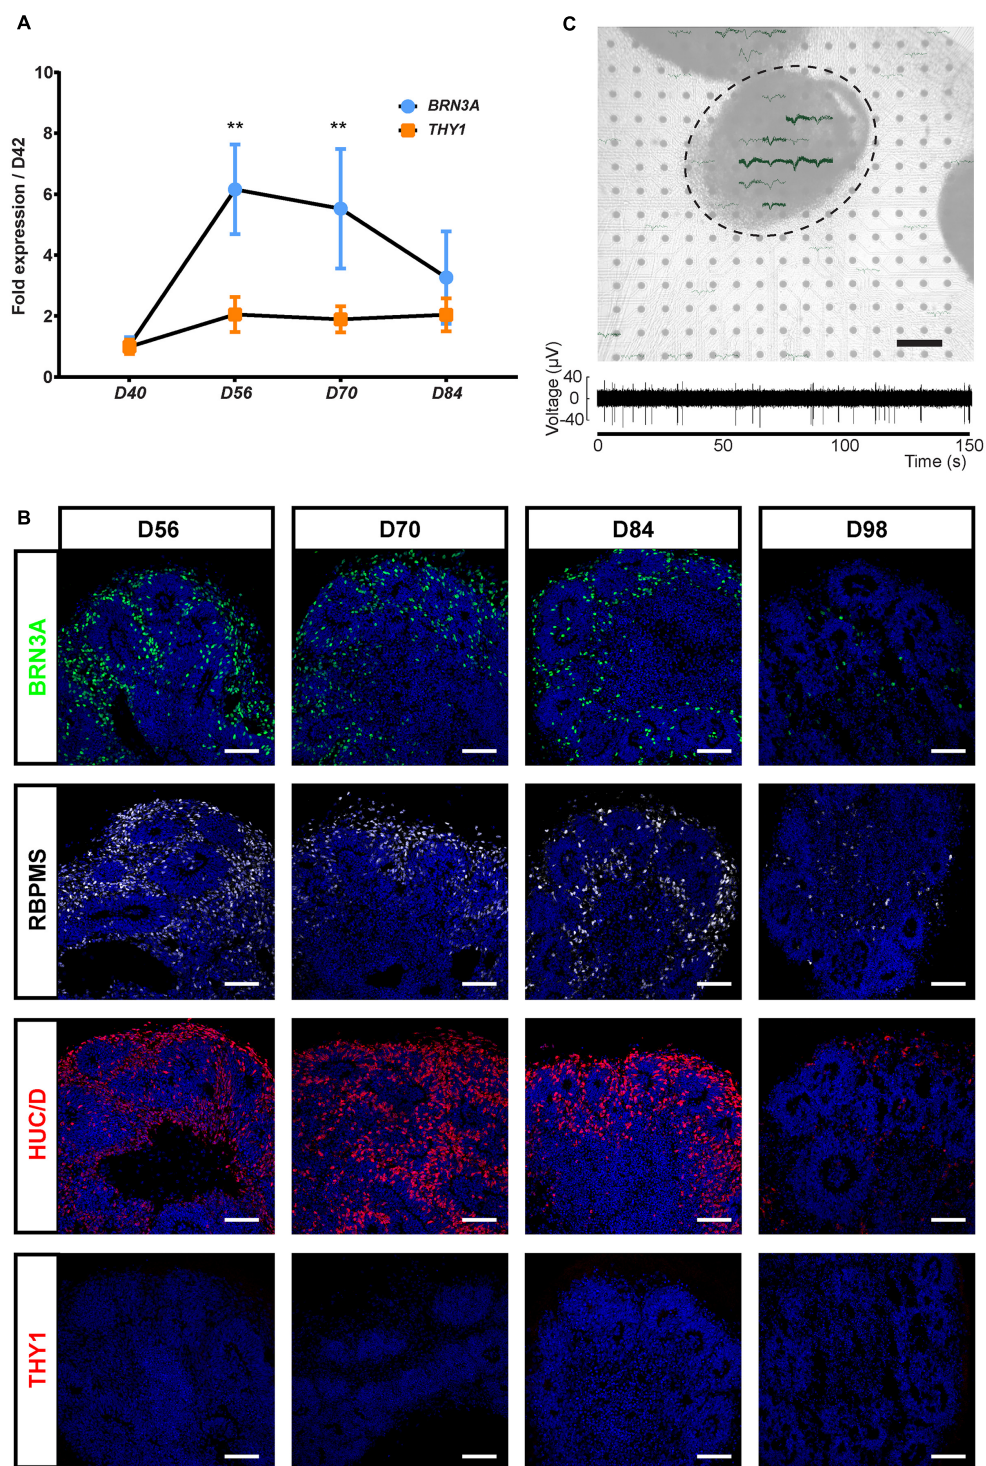 A
10
8
6
4
2
0
Fold expression / D42
**
**
BRN3A
THY1
D40
D56
D70
D84
C
Voltage (µV)
40
0
-40
0
50
100
150
Time (s)
B
D56
D70
D84
D98
BRN3A
RBPMS
HUC/D
THY1